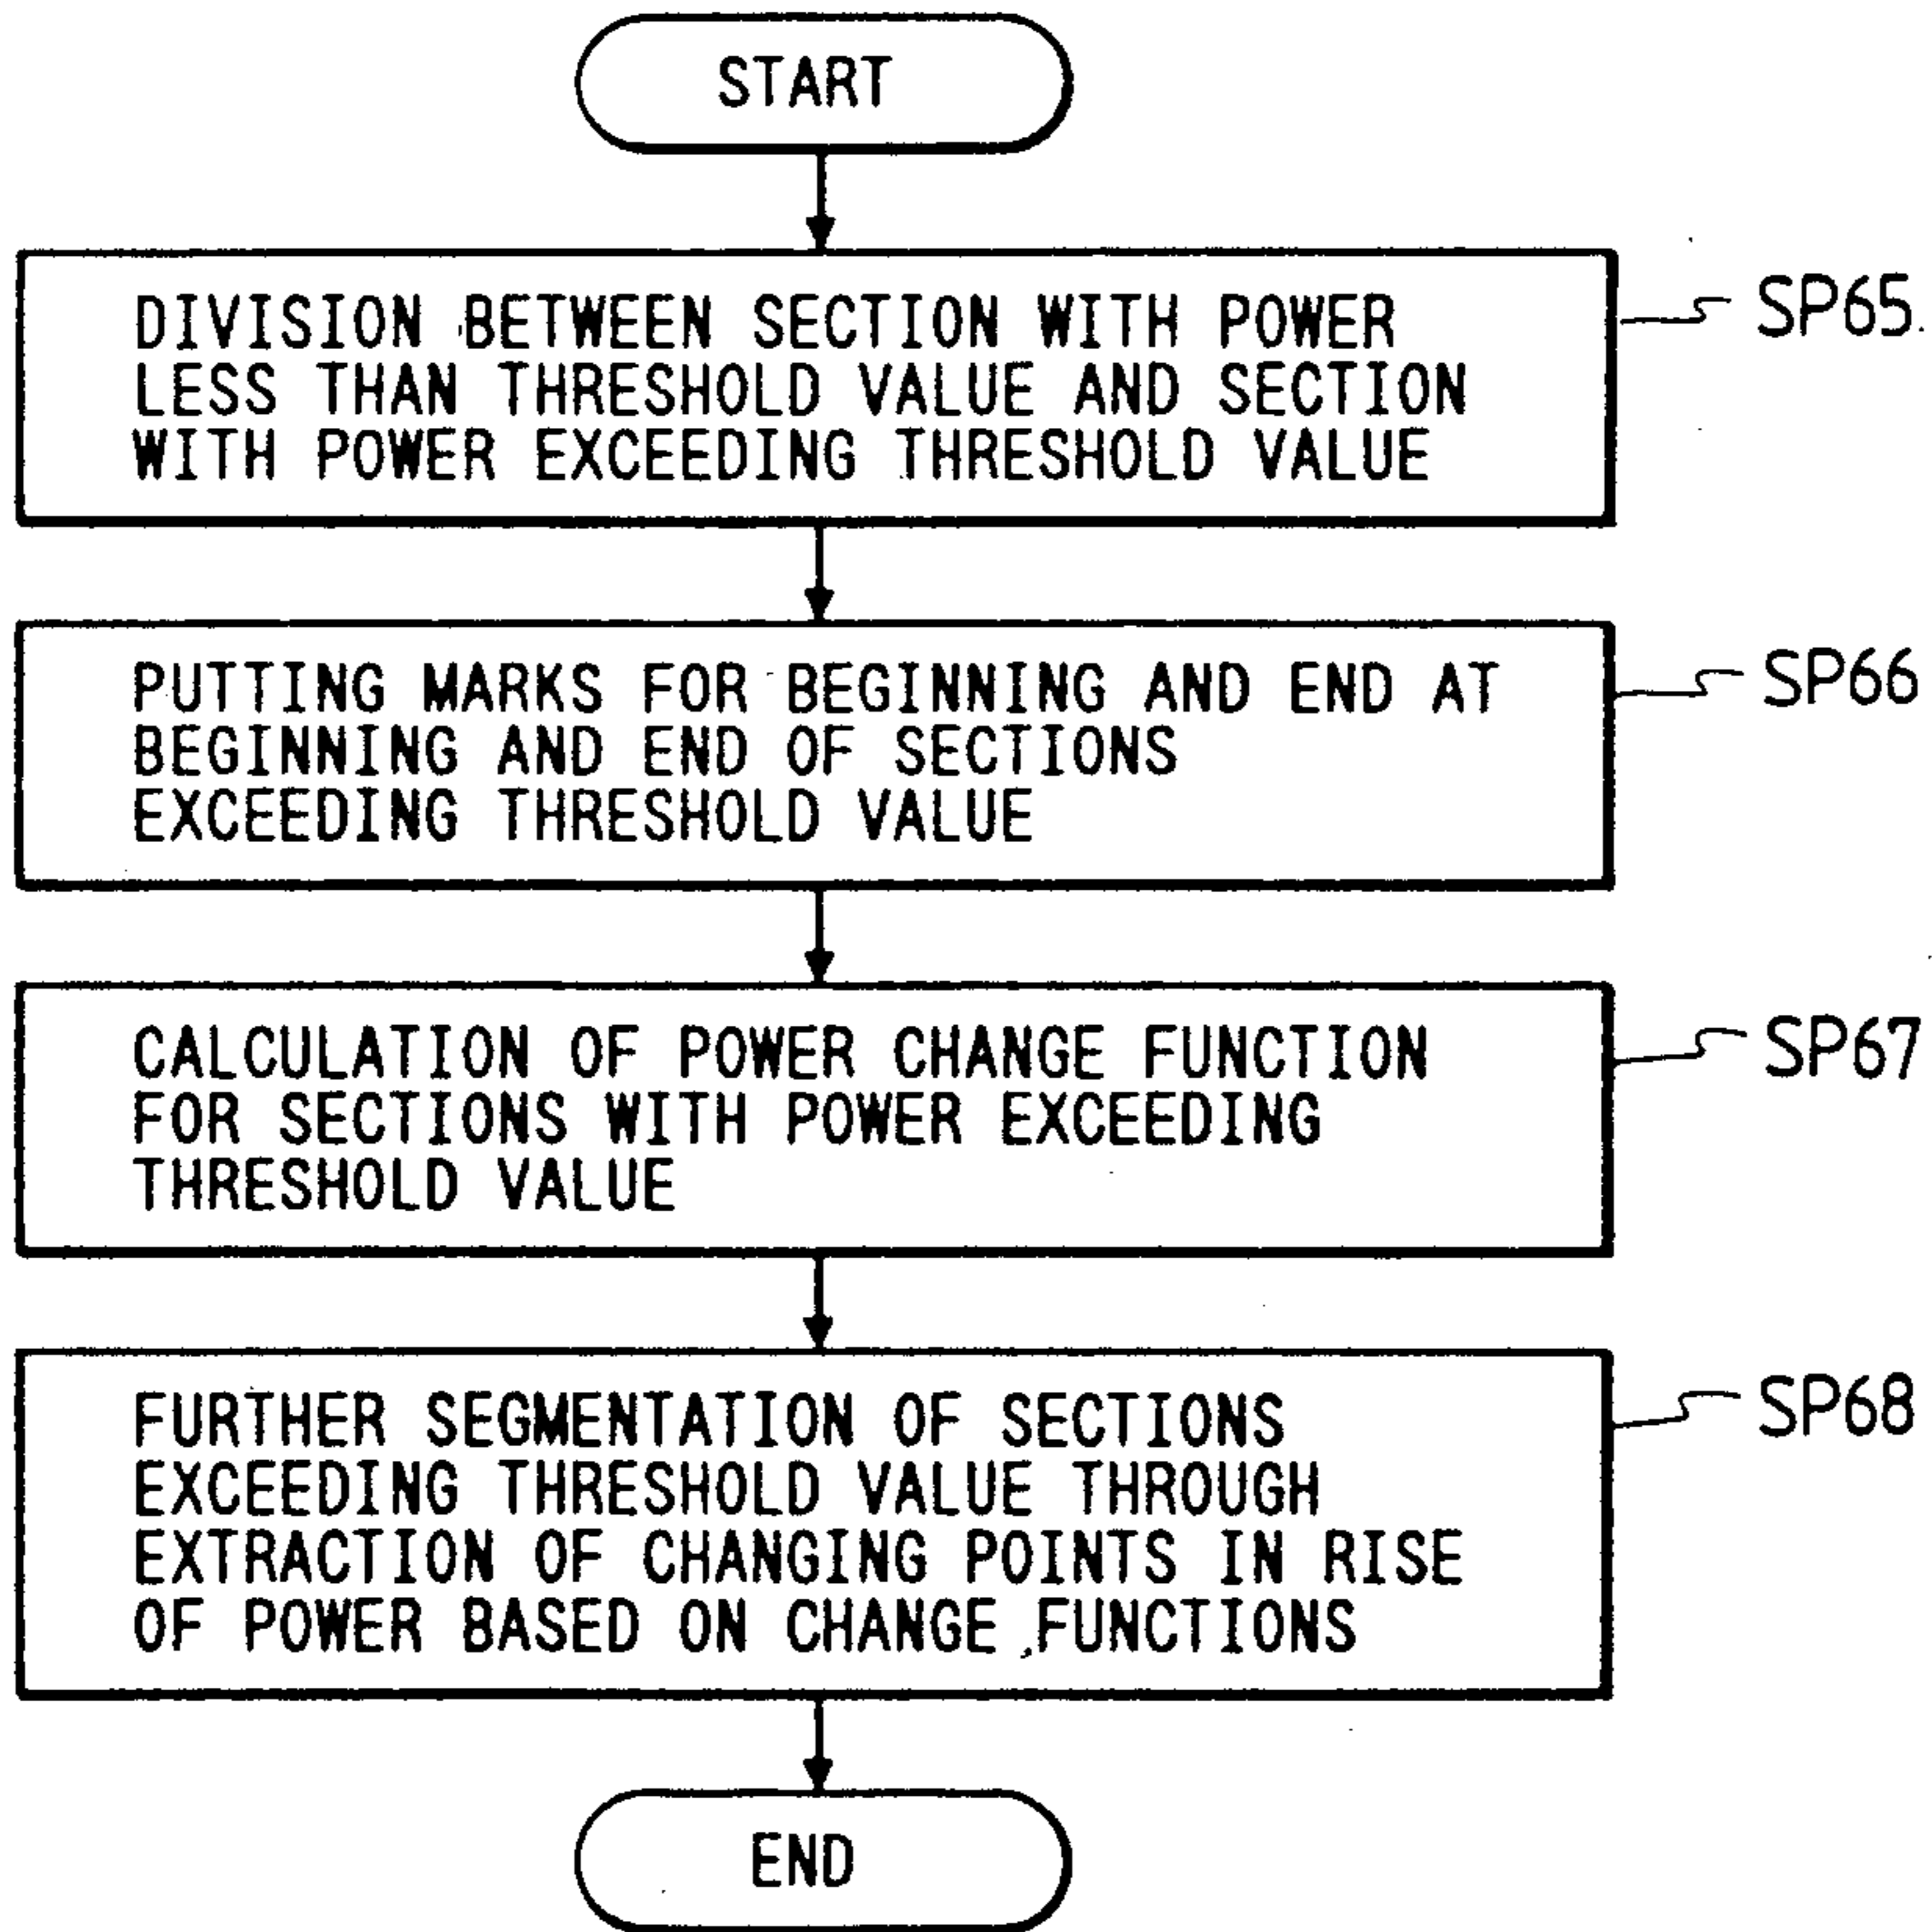 START
DIVISION BETWEEN SECTION WITH POWER
LESS THAN THRESHOLD VALUE AND SECTION
WITH POWER EXCEEDING THRESHOLD VALUE
SP65
PUTTING MARKS FOR BEGINNING AND END AT
BEGINNING AND END OF SECTIONS
EXCEEDING THRESHOLD VALUE
SP66
CALCULATION OF POWER CHANGE FUNCTION
FOR SECTIONS WITH POWER EXCEEDING
THRESHOLD VALUE
SP67
FURTHER SEGMENTATION OF SECTIONS
EXCEEDING THRESHOLD VALUE THROUGH
EXTRACTION OF CHANGING POINTS IN RISE
OF POWER BASED ON CHANGE FUNCTIONS
SP68
END